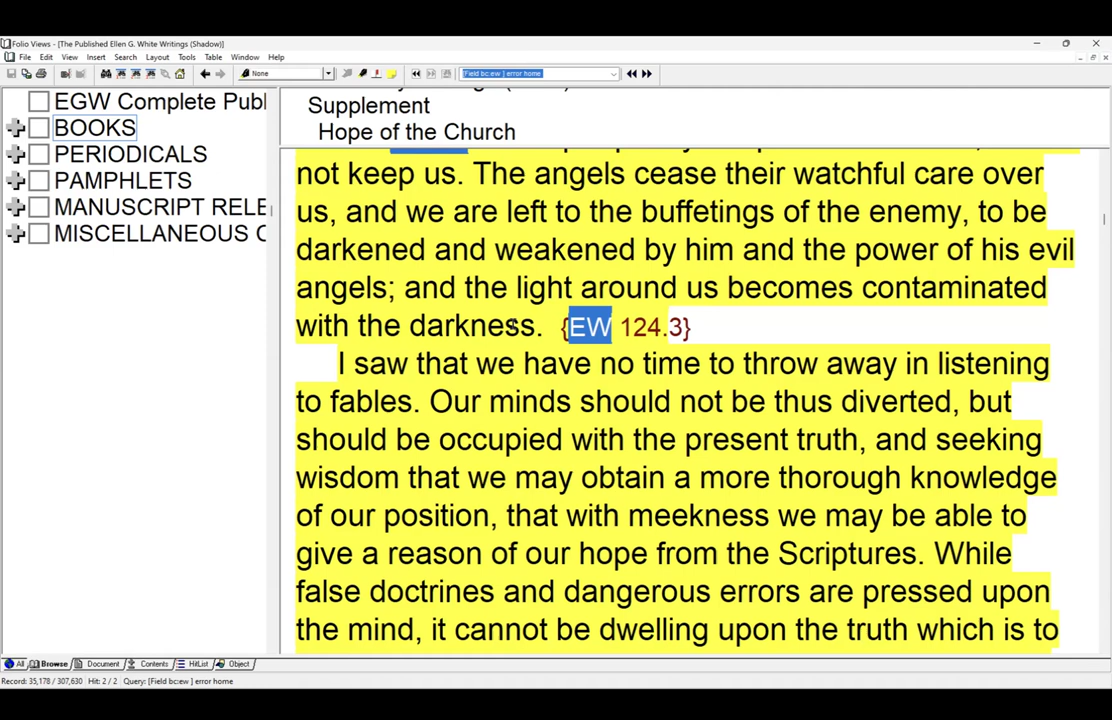 Folio Views - [The Published Ellen G. White Writings (Shadow)]
File Edit View Insert Search Layout Tools Table Window Help
None
[Field bc:ew ] error home
EGW Complete Publ
BOOKS
PERIODICALS
PAMPHLETS
MANUSCRIPT RELE
MISCELLANEOUS C
Supplement
Hope of the Church
not keep us. The angels cease their watchful care over
us, and we are left to the buffetings of the enemy, to be
darkened and weakened by him and the power of his evil
angels; and the light around us becomes contaminated
with the darkness. {EW 124.3}
I saw that we have no time to throw away in listening
to fables. Our minds should not be thus diverted, but
should be occupied with the present truth, and seeking
wisdom that we may obtain a more thorough knowledge
of our position, that with meekness we may be able to
give a reason of our hope from the Scriptures. While
false doctrines and dangerous errors are pressed upon
the mind, it cannot be dwelling upon the truth which is to
All Browse Document Contents HitList Object
Record: 35,178 / 307,630 Hit: 2 / 2 Query: [Field bc:ew ] error home